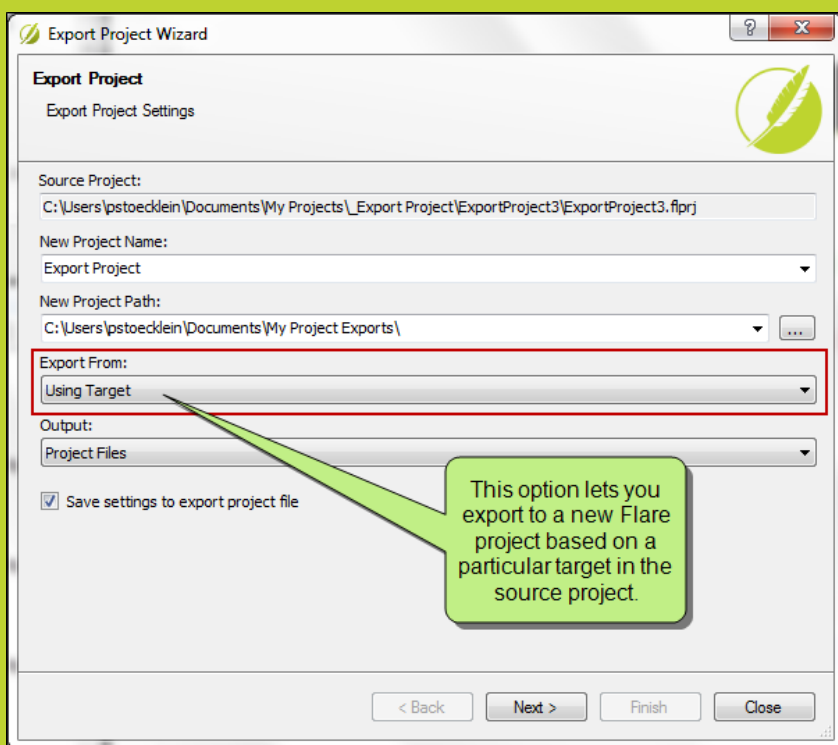 Export Project Wizard
Export Project
Export Project Settings
Source Project:
C:\Users\pstoecklein\Documents\My Projects\_Export Project\ExportProject3\ExportProject3.flprj
New Project Name:
Export Project
New Project Path:
C:\Users\pstoecklein\Documents\My Project Exports\
...
Export From:
Using Target
Output:
Project Files
Save settings to export project file
This option lets you
export to a new Flare
project based on a
particular target in the
source project.
< Back Next > Finish Close